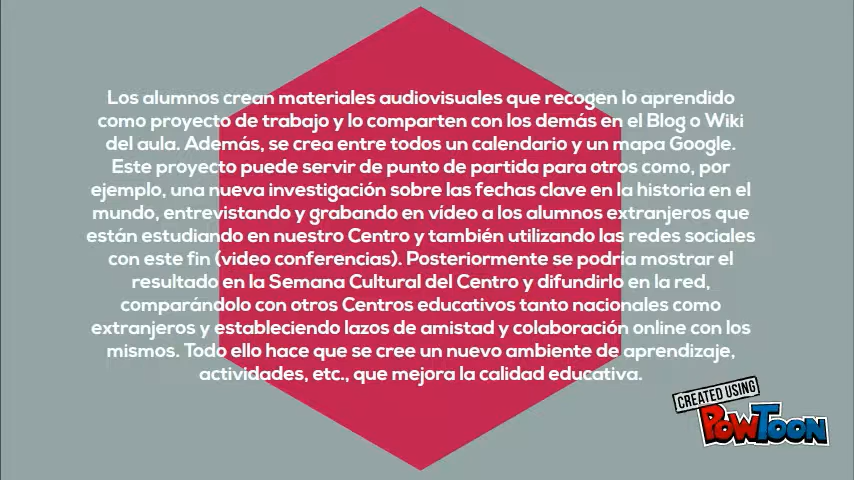 Los alumnos crean materiales audiovisuales que recogen lo aprendido
como proyecto de trabajo y lo comparten con los demás en el Blog o Wiki
del aula. Además, se crea entre todos un calendario y un mapa Google.
Este proyecto puede servir de punto de partida para otros como, por
ejemplo, una nueva investigación sobre las fechas clave en la historia en el
mundo, entrevistando y grabando en vídeo a los alumnos extranjeros que
están estudiando en nuestro Centro y también utilizando las redes sociales
con este fin (video conferencias). Posteriormente se podría mostrar el
resultado en la Semana Cultural del Centro y difundirlo en la red,
comparándolo con otros Centros educativos tanto nacionales como
extranjeros y estableciendo lazos de amistad y colaboración online con los
mismos. Todo ello hace que se cree un nuevo ambiente de aprendizaje,
actividades, etc., que mejora la calidad educativa.
CREATED USING
POWTOON